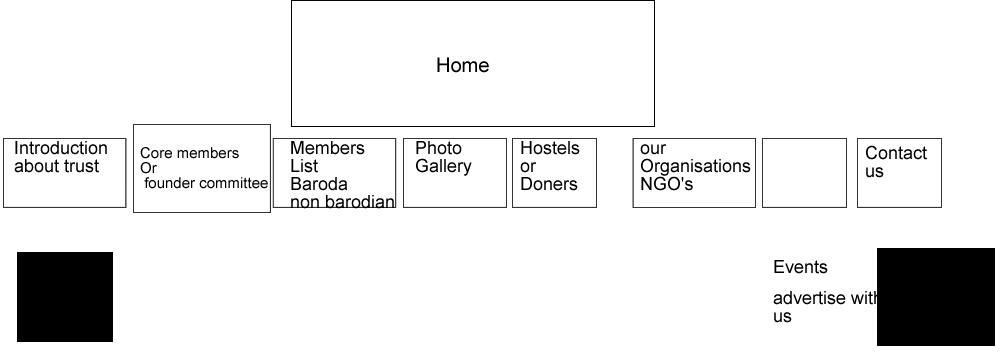 Home
Introduction
about trust
Core members
Or
founder committee
Members
List
Baroda
non barodian
Photo
Gallery
Hostels
or
Doners
our
Organisations
NGO's
Contact
us
Events
advertise with
us